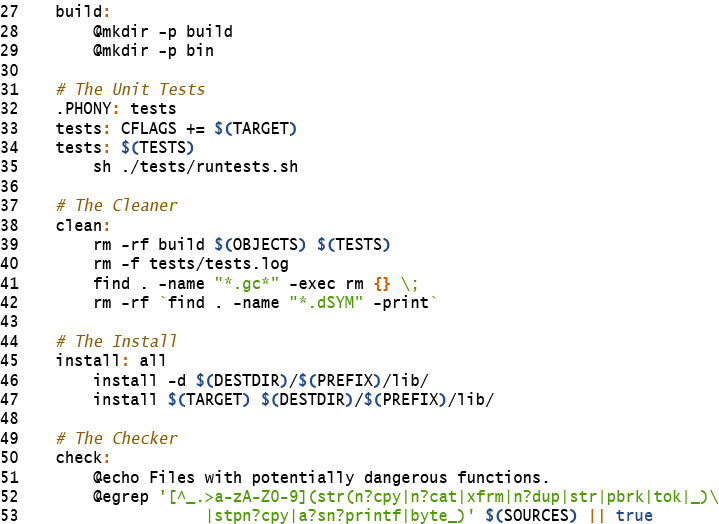 27 build:
28 @mkdir -p build
29 @mkdir -p bin
30
31 # The Unit Tests
32 .PHONY: tests
33 tests: CFLAGS += $(TARGET)
34 tests: $(TESTS)
35 sh ./tests/runtests.sh
36
37 # The Cleaner
38 clean:
39 rm -rf build $(OBJECTS) $(TESTS)
40 rm -f tests/tests.log
41 find . -name "*.gc*" -exec rm {} \;
42 rm -rf `find . -name "*.dSYM" -print`
43
44 # The Install
45 install: all
46 install -d $(DESTDIR)/$(PREFIX)/lib/
47 install $(TARGET) $(DESTDIR)/$(PREFIX)/lib/
48
49 # The Checker
50 check:
51 @echo Files with potentially dangerous functions.
52 @egrep '[^_.>a-zA-Z0-9](str(n?cpy|n?cat|xfrm|n?dup|str|pbrk|tok|_)\
53 |stpn?cpy|a?sn?printf|byte_)' $(SOURCES) || true